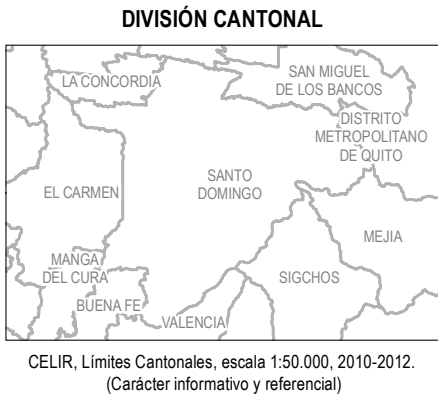 DIVISIÓN CANTONAL
LA CONCORDIA
SAN MIGUEL
DE LOS BANCOS
DISTRITO
METROPOLITANO
DE QUITO
SANTO
DOMINGO
EL CARMEN
MEJIA
MANGA
DEL CURA
SIGCHOS
BUENA FE
VALENCIA
CELIR, Límites Cantonales, escala 1:50.000, 2010-2012.
(Carácter informativo y referencial)